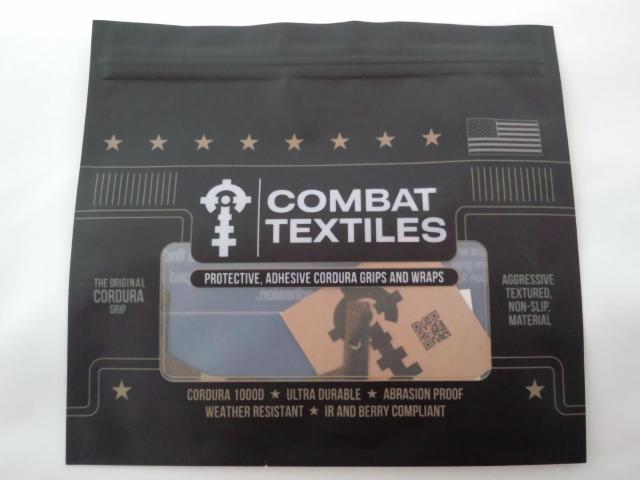 COMBAT
TEXTILES
PROTECTIVE, ADHESIVE CORDURA GRIPS AND WRAPS
THE ORIGINAL
CORDURA
GRIP
AGGRESSIVE
TEXTURED,
NON-SLIP,
MATERIAL
CORDURA 1000D ★ ULTRA DURABLE ★ ABRASION PROOF
WEATHER RESISTANT ★ IR AND BERRY COMPLIANT